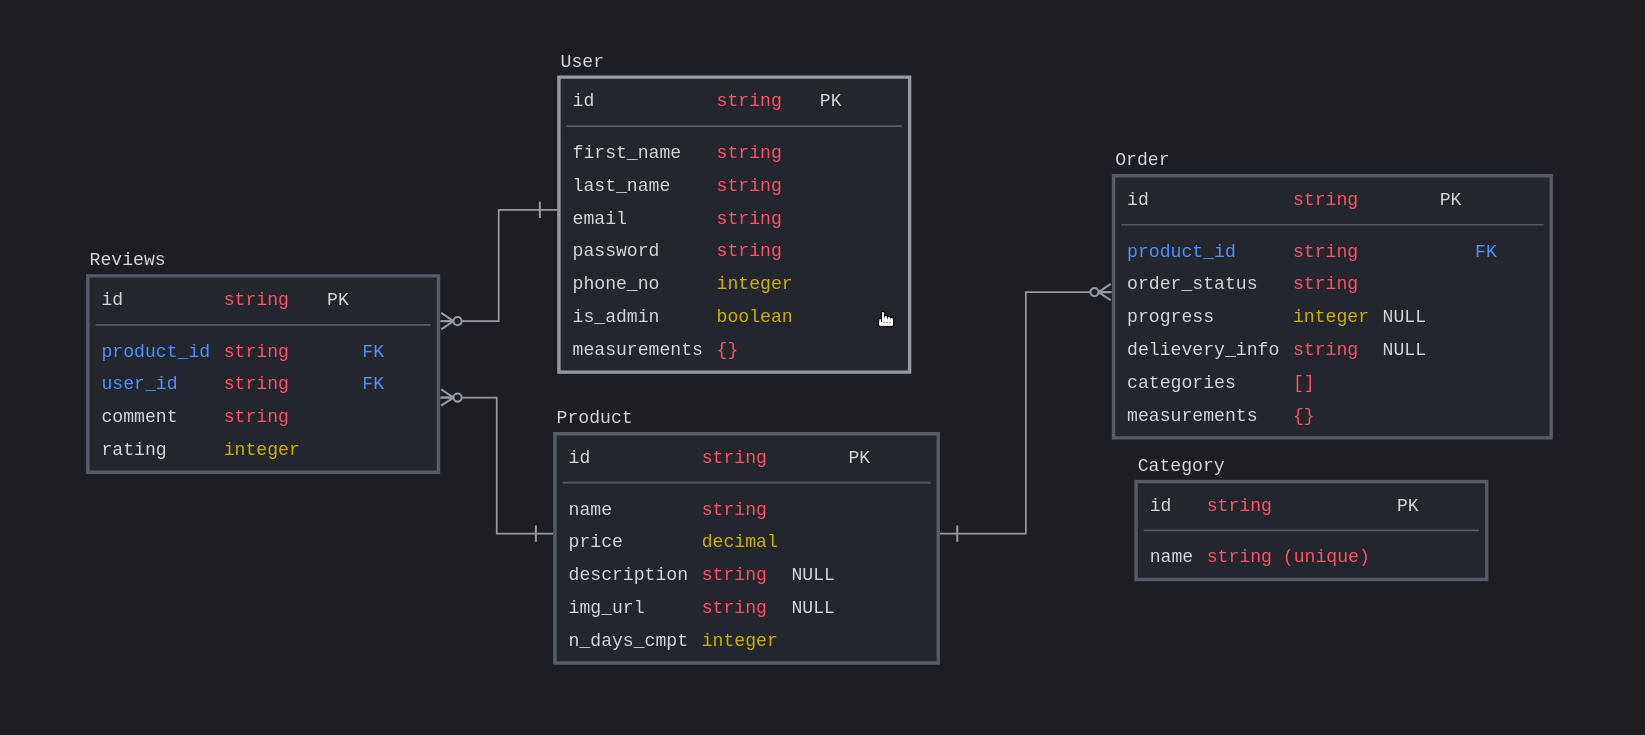 User
id string PK
first_name string
last_name string
email string
password string
phone_no integer
is_admin boolean
measurements {}
Reviews
id string PK
product_id string FK
user_id string FK
comment string
rating integer
Product
id string PK
name string
price decimal
description string NULL
img_url string NULL
n_days_cmpt integer
Order
id string PK
product_id string FK
order_status string
progress integer NULL
delievery_info string NULL
categories []
measurements {}
Category
id string PK
name string (unique)